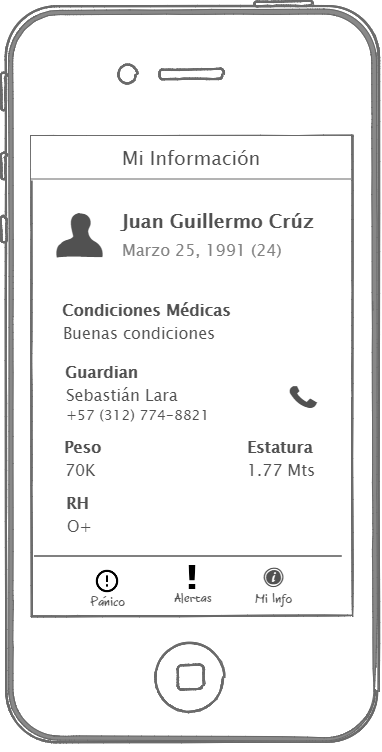 Mi Información
Juan Guillermo Crúz
Marzo 25, 1991 (24)
Condiciones Médicas
Buenas condiciones
Guardian
Sebastián Lara
+57 (312) 774-8821
Peso Estatura
70K 1.77 Mts
RH
O+
Pánico Alertas Mi Info